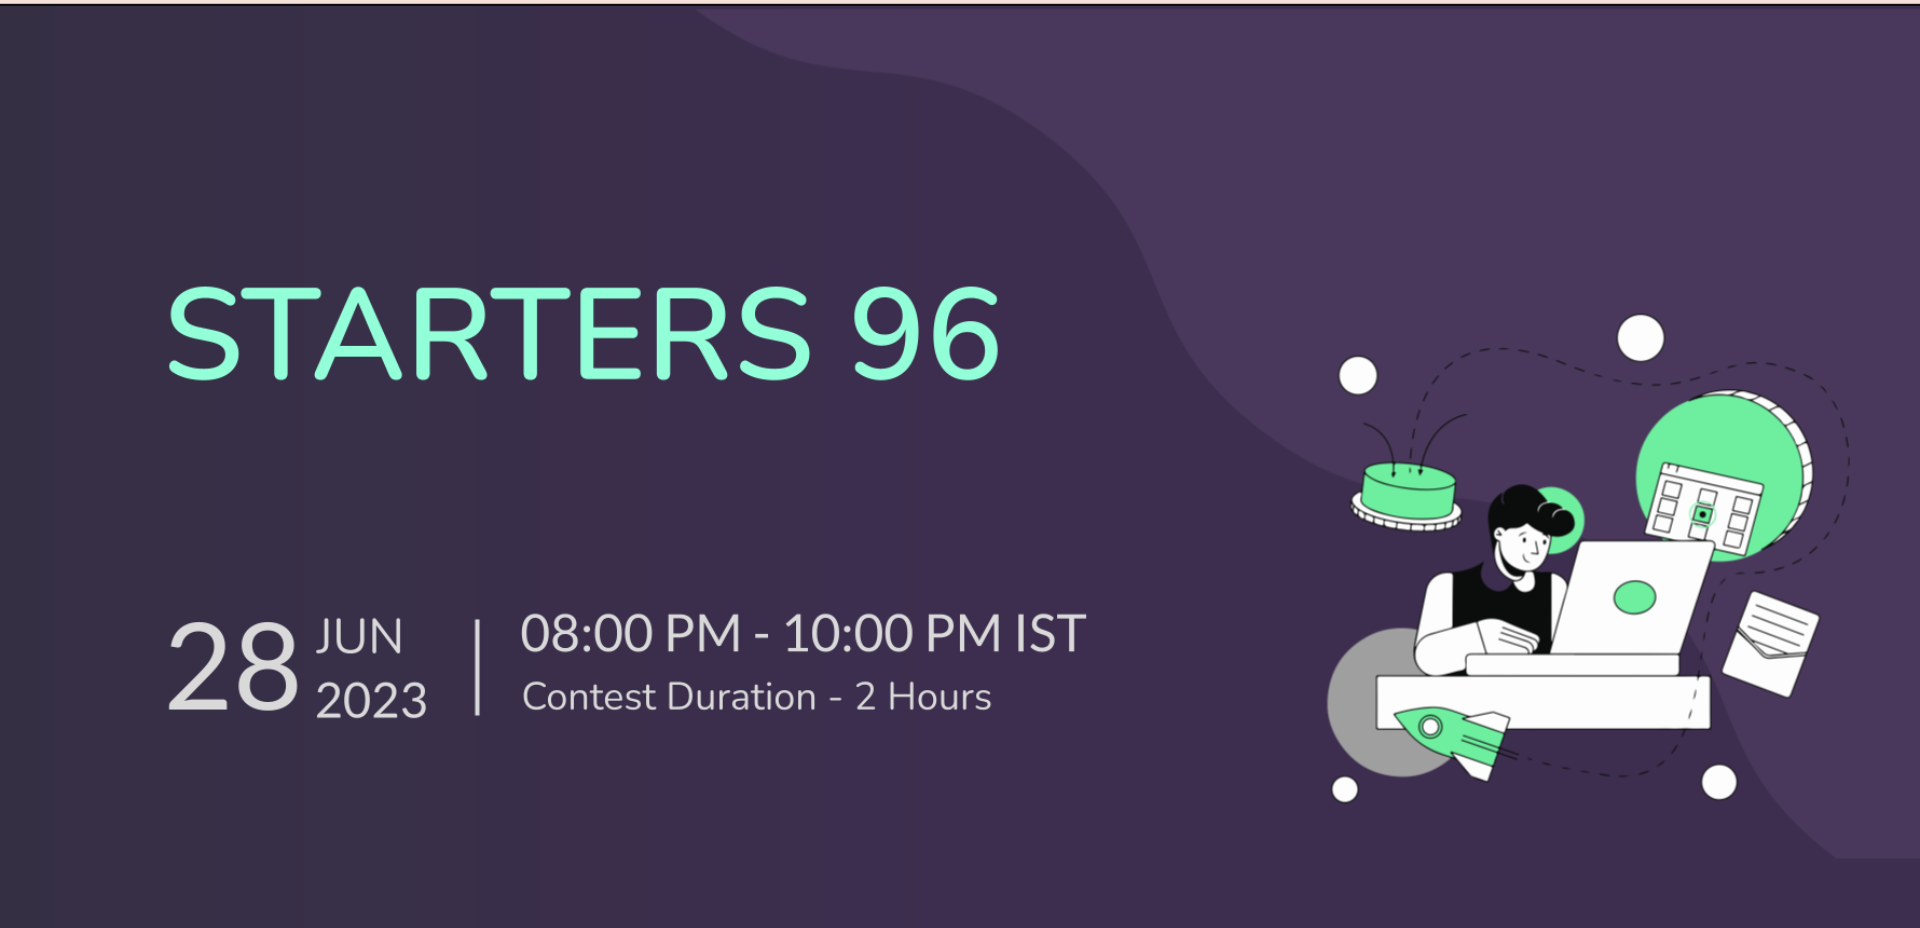 STARTERS 96
28 JUN 2023
08:00 PM - 10:00 PM IST
Contest Duration - 2 Hours